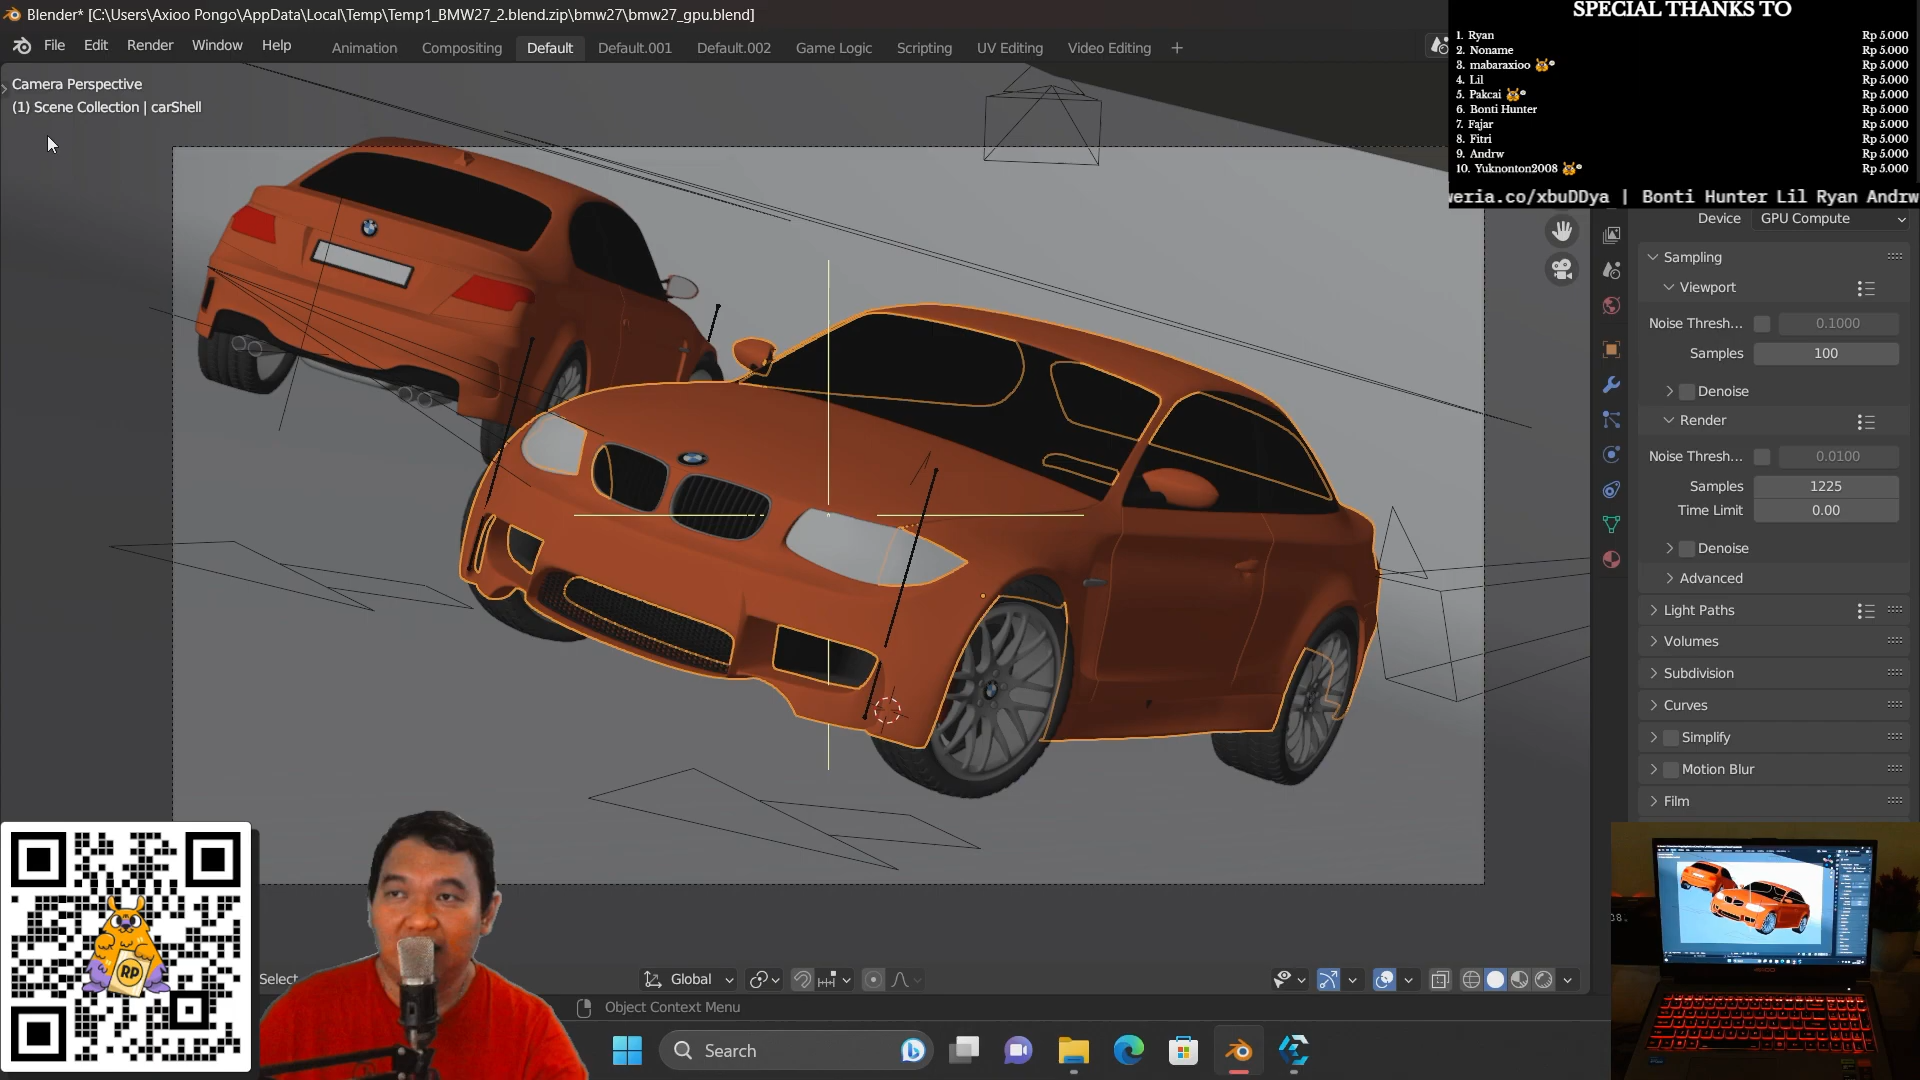 Blender* [C:\Users\Axioo Pongo\AppData\Local\Temp\Temp1_BMW27_2.blend.zip\bmw27\bmw27_gpu.blend]
File Edit Render Window Help
Animation Compositing Default Default.001 Default.002 Game Logic Scripting UV Editing Video Editing +
Camera Perspective
(1) Scene Collection | carShell
SPECIAL THANKS TO
1. Ryan Rp 5.000
2. Noname Rp 5.000
3. mabaraxioo Rp 5.000
4. Lil Rp 5.000
5. Pakcai Rp 5.000
6. Bonti Hunter Rp 5.000
7. Fajar Rp 5.000
8. Fitri Rp 5.000
9. Andrw Rp 5.000
10. Yuknonton2008 Rp 5.000
weria.co/xbuDDya | Bonti Hunter Lil Ryan Andrw
Device GPU Compute
Sampling
Viewport
Noise Thresh... 0.1000
Samples 100
Denoise
Render
Noise Thresh... 0.0100
Samples 1225
Time Limit 0.00
Denoise
Advanced
Light Paths
Volumes
Subdivision
Curves
Simplify
Motion Blur
Film
RP
Select
Global
Object Context Menu
Search